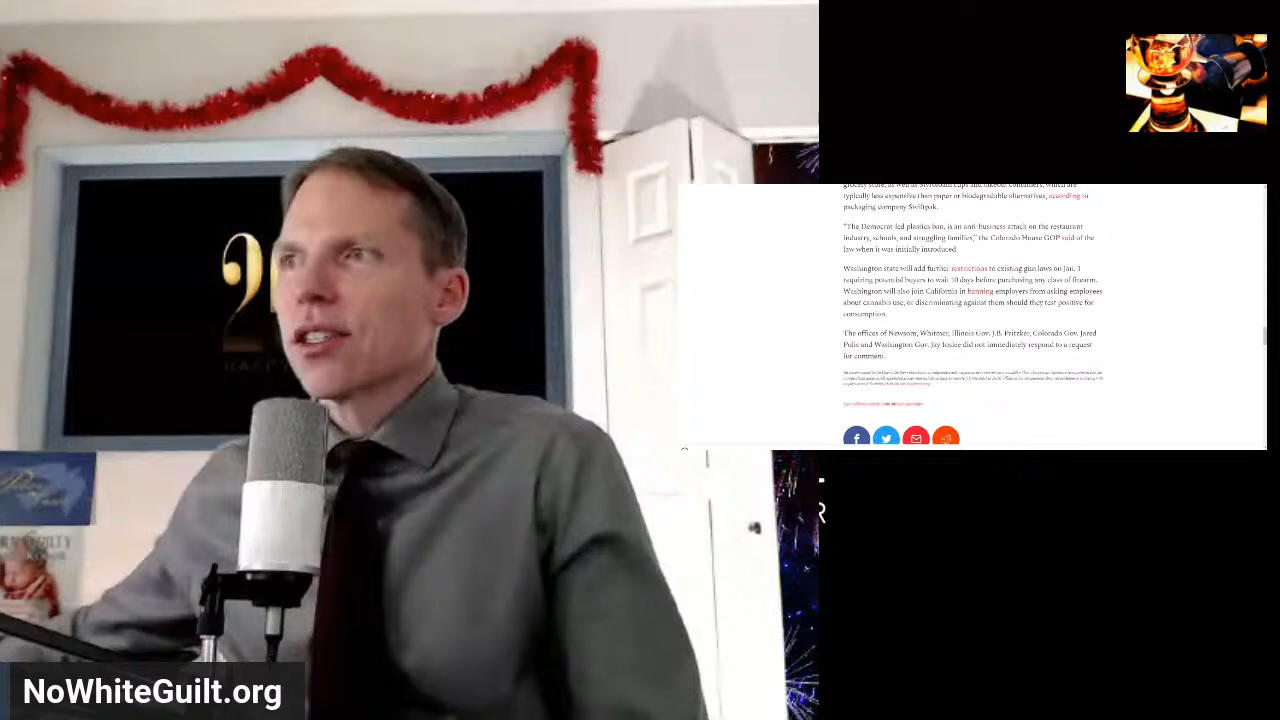 grocery store, as well as Styrofoam cups and takeout containers, which are
typically less expensive than paper or biodegradable alternatives, according to
packaging company Swiftpak.
“The Democrat-led plastics ban, is an anti-business attack on the restaurant
industry, schools, and struggling families,” the Colorado House GOP said of the
law when it was initially introduced.
Washington state will add further restrictions to existing gun laws on Jan. 1
requiring potential buyers to wait 10 days before purchasing any class of firearm.
Washington will also join California in banning employers from asking employees
about cannabis use, or discriminating against them should they test positive for
consumption.
The offices of Newsom, Whitmer, Illinois Gov. J.B. Pritzker, Colorado Gov. Jared
Polis and Washington Gov. Jay Inslee did not immediately respond to a request
for comment.
R
NoWhiteGuilt.org